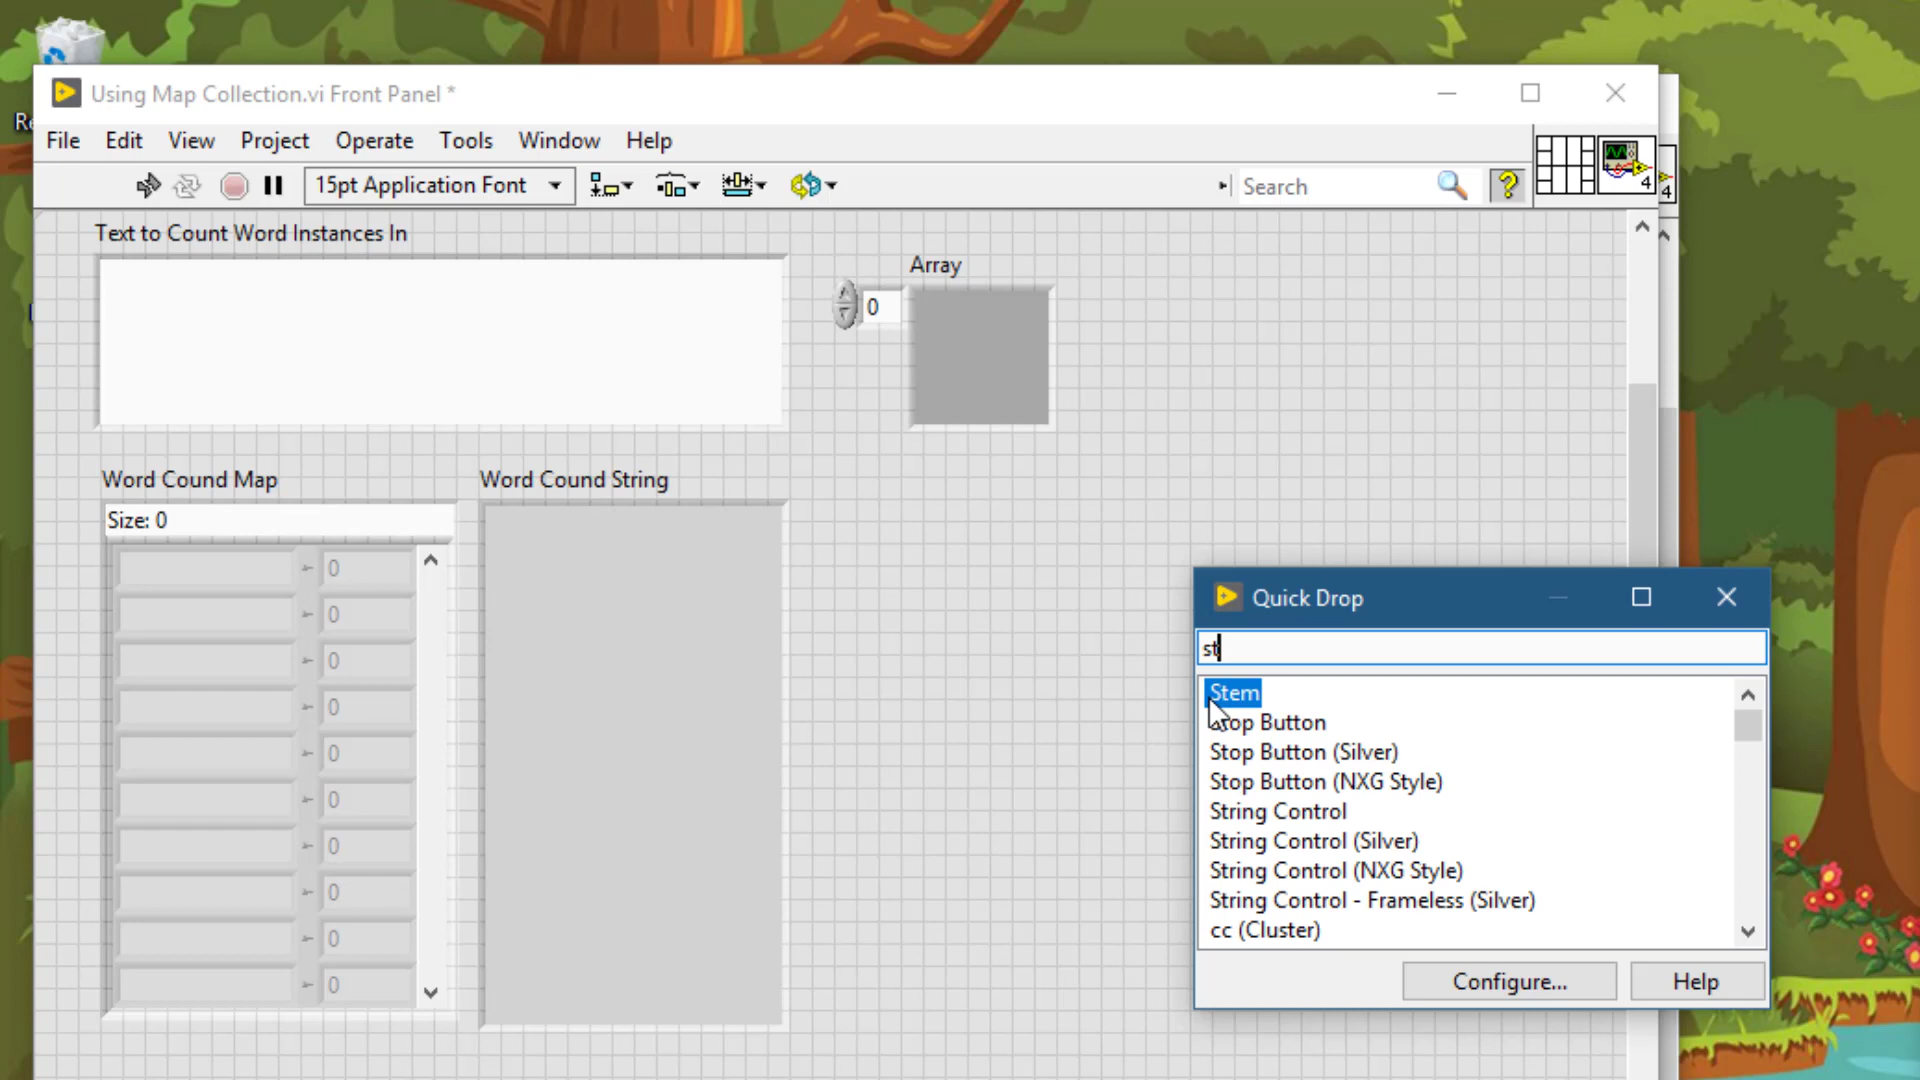 Re
Using Map Collection.vi Front Panel *
File Edit View Project Operate Tools Window Help
15pt Application Font
Search
?
4
4
Text to Count Word Instances In
Array
0
Word Cound Map
Word Cound String
Size: 0
0
0
0
0
0
0
0
0
0
0
Quick Drop
st
Stem
Stop Button
Stop Button (Silver)
Stop Button (NXG Style)
String Control
String Control (Silver)
String Control (NXG Style)
String Control - Frameless (Silver)
cc (Cluster)
Configure...
Help